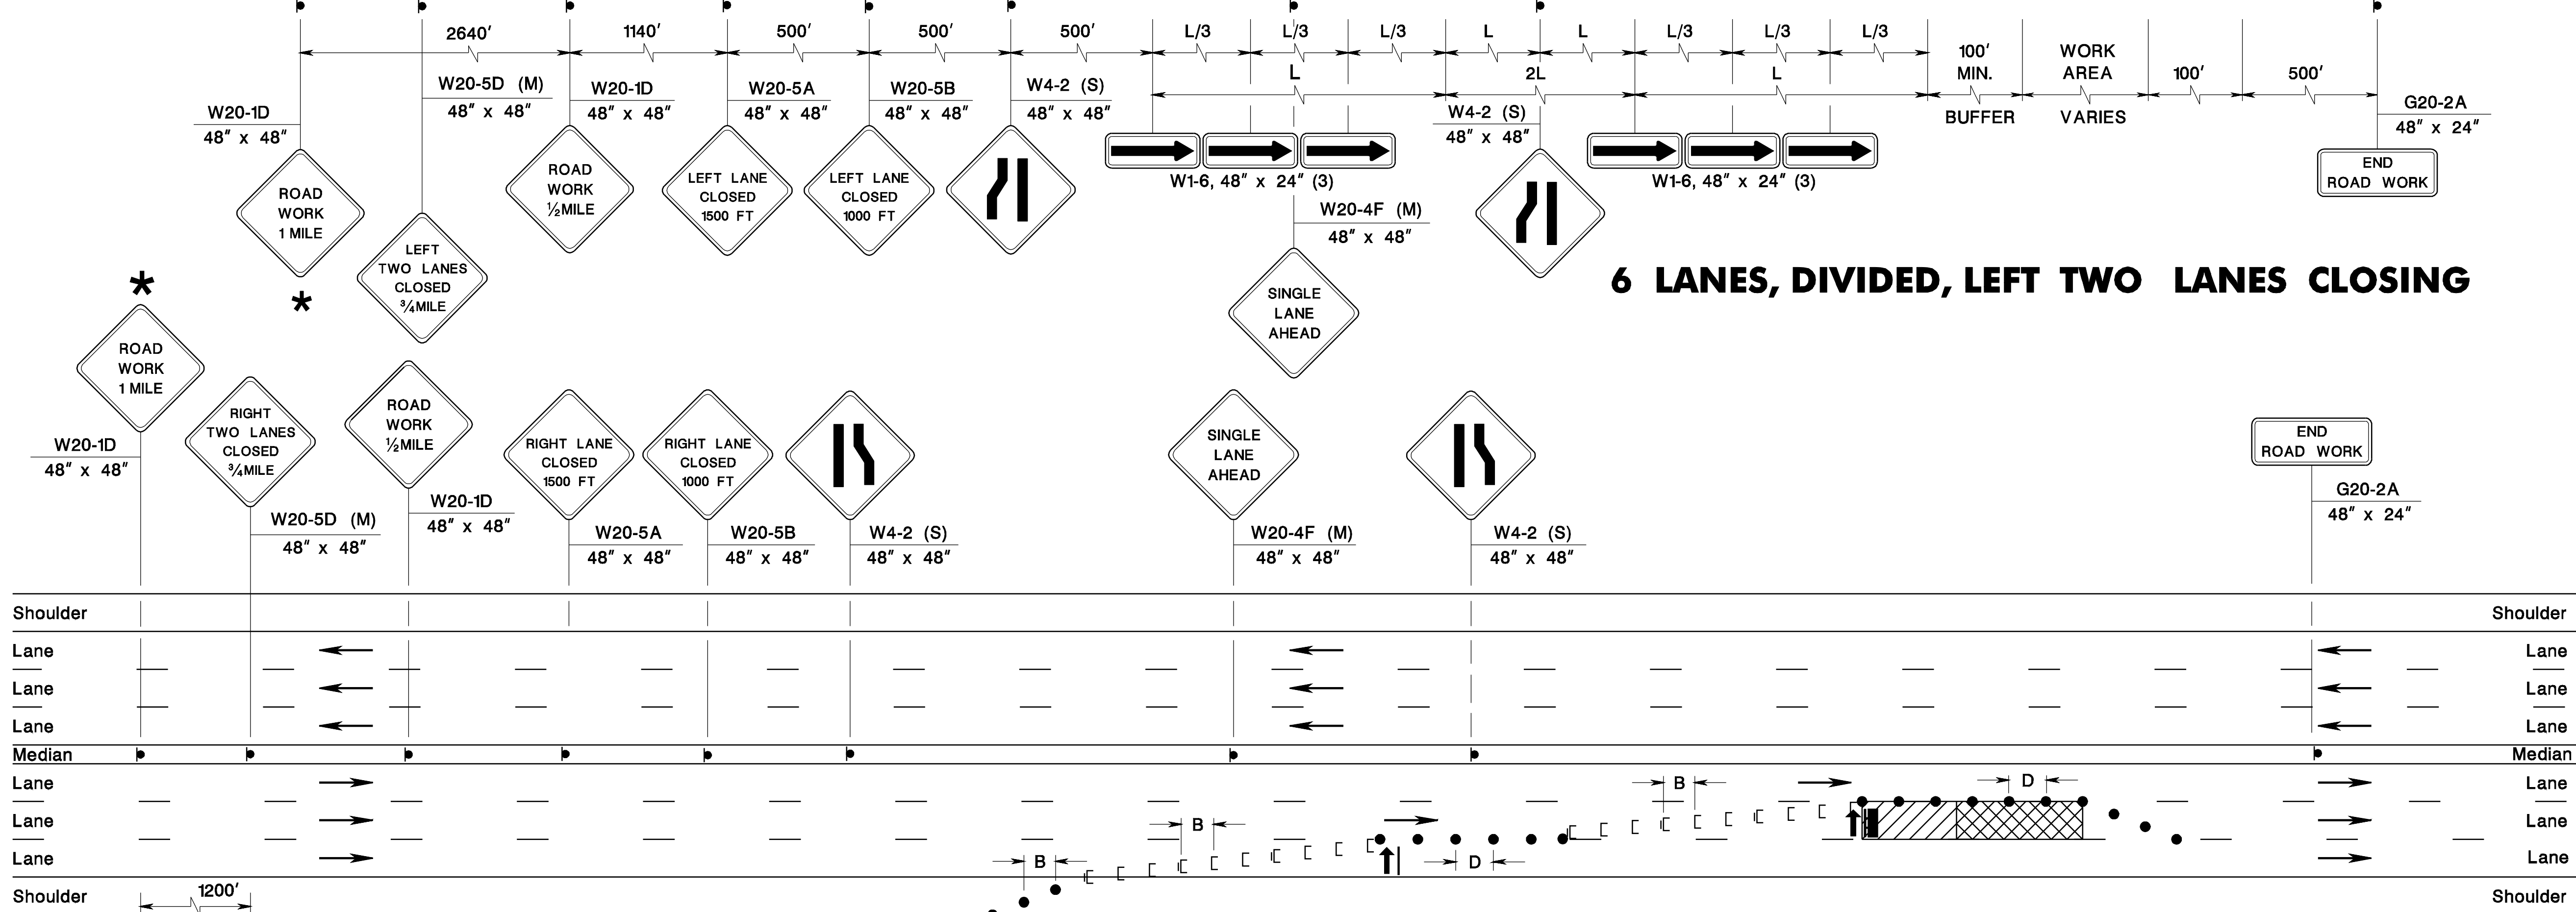 2640' 1140' 500' 500' 500' L/3 L/3 L/3 L L L/3 L/3 L/3
100' MIN. BUFFER
WORK AREA VARIES
100' 500'
L 2L L
W20-1D
48" x 48"
W20-5D (M)
48" x 48"
W20-1D
48" x 48"
W20-5A
48" x 48"
W20-5B
48" x 48"
W4-2 (S)
48" x 48"
W4-2 (S)
48" x 48"
G20-2A
48" x 24"
ROAD
WORK
1 MILE
*
LEFT
TWO LANES
CLOSED
3/4 MILE
ROAD
WORK
1/2 MILE
LEFT LANE
CLOSED
1500 FT
LEFT LANE
CLOSED
1000 FT
W1-6, 48" x 24" (3)
W1-6, 48" x 24" (3)
END
ROAD WORK
W20-4F (M)
48" x 48"
SINGLE
LANE
AHEAD
6 LANES, DIVIDED, LEFT TWO LANES CLOSING
*
ROAD
WORK
1 MILE
W20-1D
48" x 48"
RIGHT
TWO LANES
CLOSED
3/4 MILE
W20-5D (M)
48" x 48"
ROAD
WORK
1/2 MILE
W20-1D
48" x 48"
RIGHT LANE
CLOSED
1500 FT
W20-5A
48" x 48"
RIGHT LANE
CLOSED
1000 FT
W20-5B
48" x 48"
W4-2 (S)
48" x 48"
SINGLE
LANE
AHEAD
W20-4F (M)
48" x 48"
W4-2 (S)
48" x 48"
END
ROAD WORK
G20-2A
48" x 24"
Shoulder Shoulder
Lane Lane
Lane Lane
Lane Lane
Median Median
Lane B D Lane
Lane B Lane
Lane B D Lane
Shoulder 1200' Shoulder